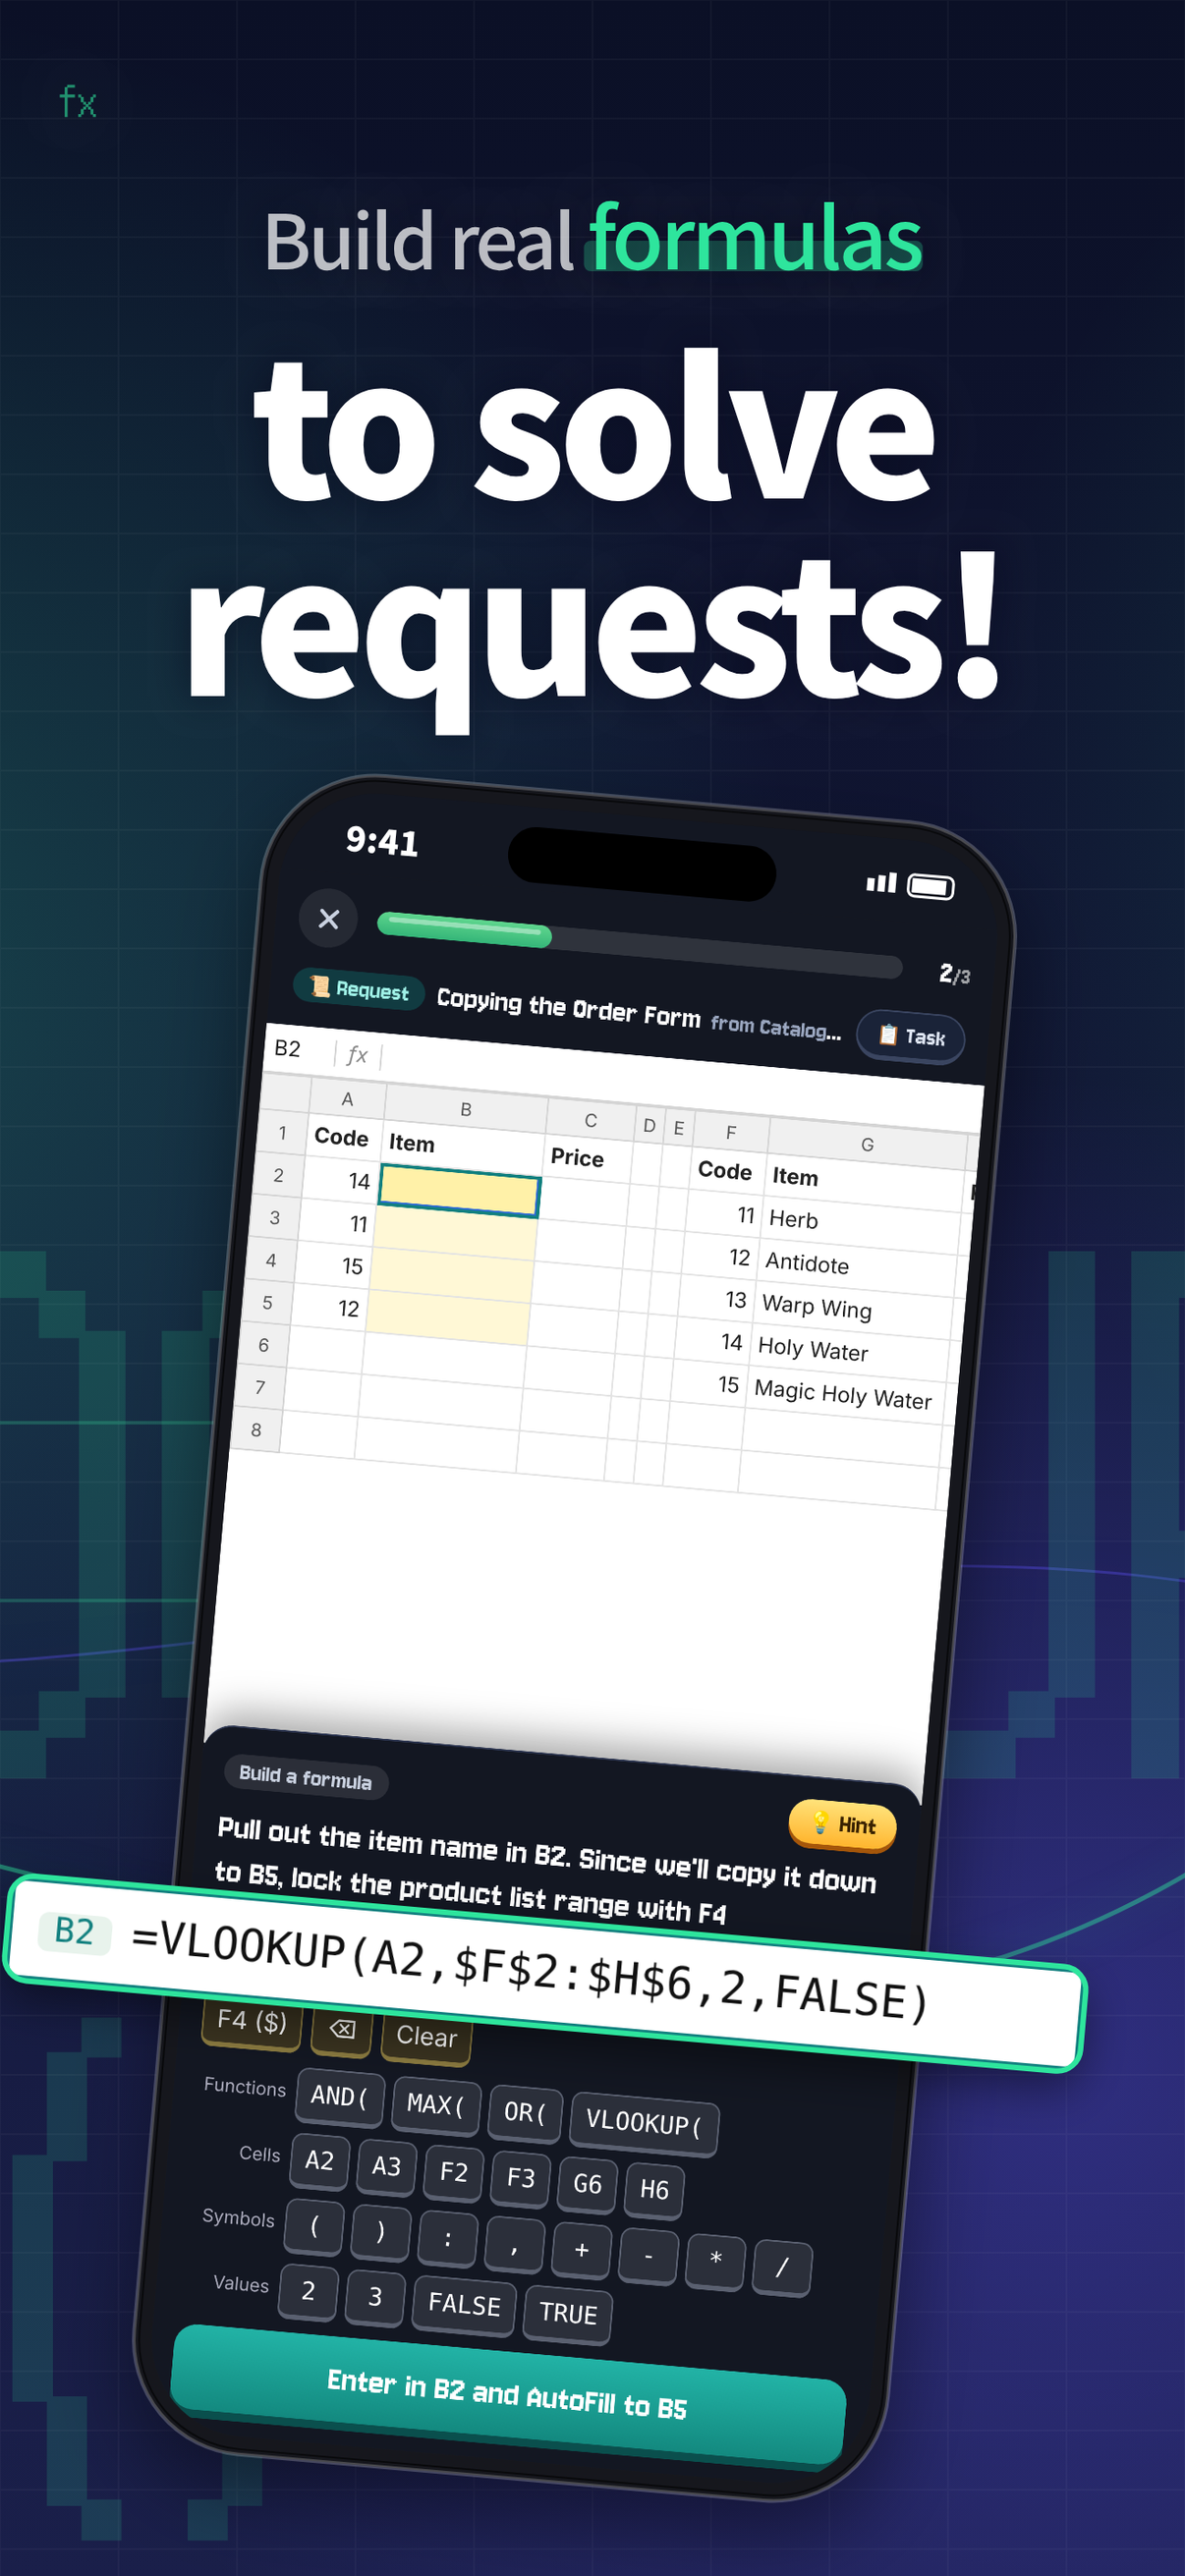 fx
Build real formulas
to solve
requests!
9:41
2/3
📜 Request Copying the Order Form from Catalog... 📋 Task
B2 fx
A B C D E F G
1 Code Item Price Code Item
2 14 11 Herb
3 11 12 Antidote
4 15 13 Warp Wing
5 12 14 Holy Water
6 15 Magic Holy Water
7
8
Build a formula
💡 Hint
Pull out the item name in B2. Since we'll copy it down
to B5, lock the product list range with F4
B2 =VLOOKUP(A2,$F$2:$H$6,2,FALSE)
F4 ($) ⌫ Clear
Functions AND( MAX( OR( VLOOKUP(
Cells A2 A3 F2 F3 G6 H6
Symbols ( ) : , + - * /
Values 2 3 FALSE TRUE
Enter in B2 and AutoFill to B5